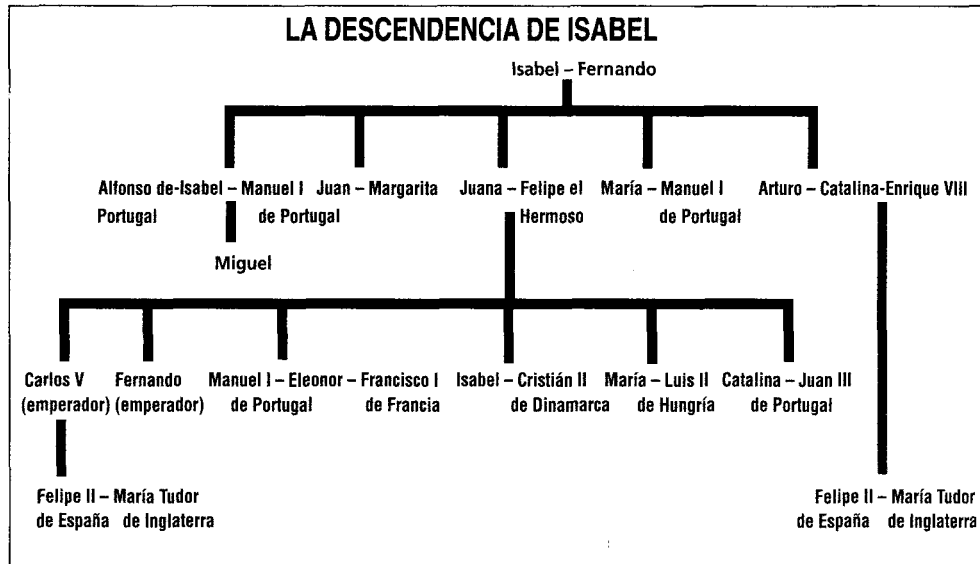 LA DESCENDENCIA DE ISABEL
Isabel – Fernando
Alfonso de-Isabel – Manuel I
Portugal de Portugal
Juan – Margarita
Juana – Felipe el
Hermoso
María – Manuel I
de Portugal
Arturo – Catalina-Enrique VIII
Miguel
Carlos V
(emperador)
Fernando
(emperador)
Manuel I – Eleonor – Francisco I
de Portugal de Francia
Isabel – Cristián II
de Dinamarca
María – Luis II
de Hungría
Catalina – Juan III
de Portugal
Felipe II – María Tudor
de España de Inglaterra
Felipe II – María Tudor
de España de Inglaterra